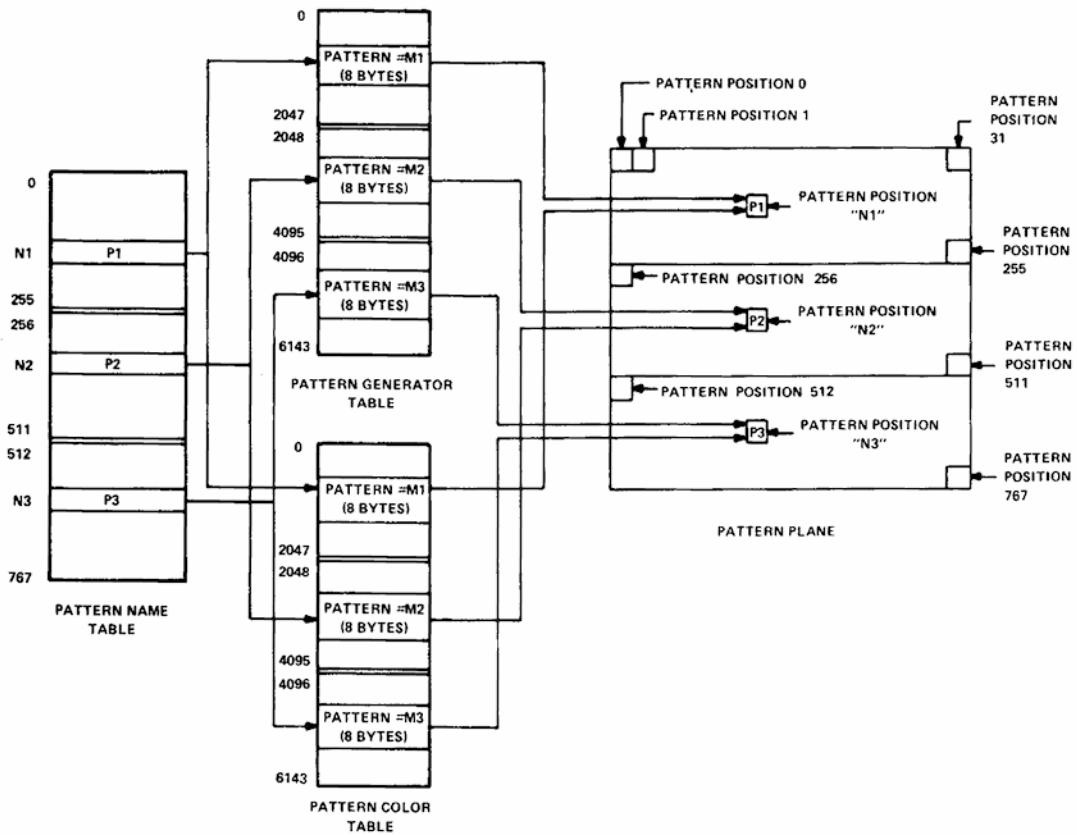 0
N1
P1
255
256
N2
P2
511
512
N3
P3
767
PATTERN NAME
TABLE
0
PATTERN =M1
(8 BYTES)
2047
2048
PATTERN =M2
(8 BYTES)
4095
4096
PATTERN =M3
(8 BYTES)
6143
PATTERN GENERATOR
TABLE
0
PATTERN =M1
(8 BYTES)
2047
2048
PATTERN =M2
(8 BYTES)
4095
4096
PATTERN =M3
(8 BYTES)
6143
PATTERN COLOR
TABLE
PATTERN POSITION 0
PATTERN POSITION 1
PATTERN
POSITION
31
P1
PATTERN POSITION
"N1"
PATTERN
POSITION
255
PATTERN POSITION 256
P2
PATTERN POSITION
"N2"
PATTERN
POSITION
511
PATTERN POSITION 512
P3
PATTERN POSITION
"N3"
PATTERN
POSITION
767
PATTERN PLANE